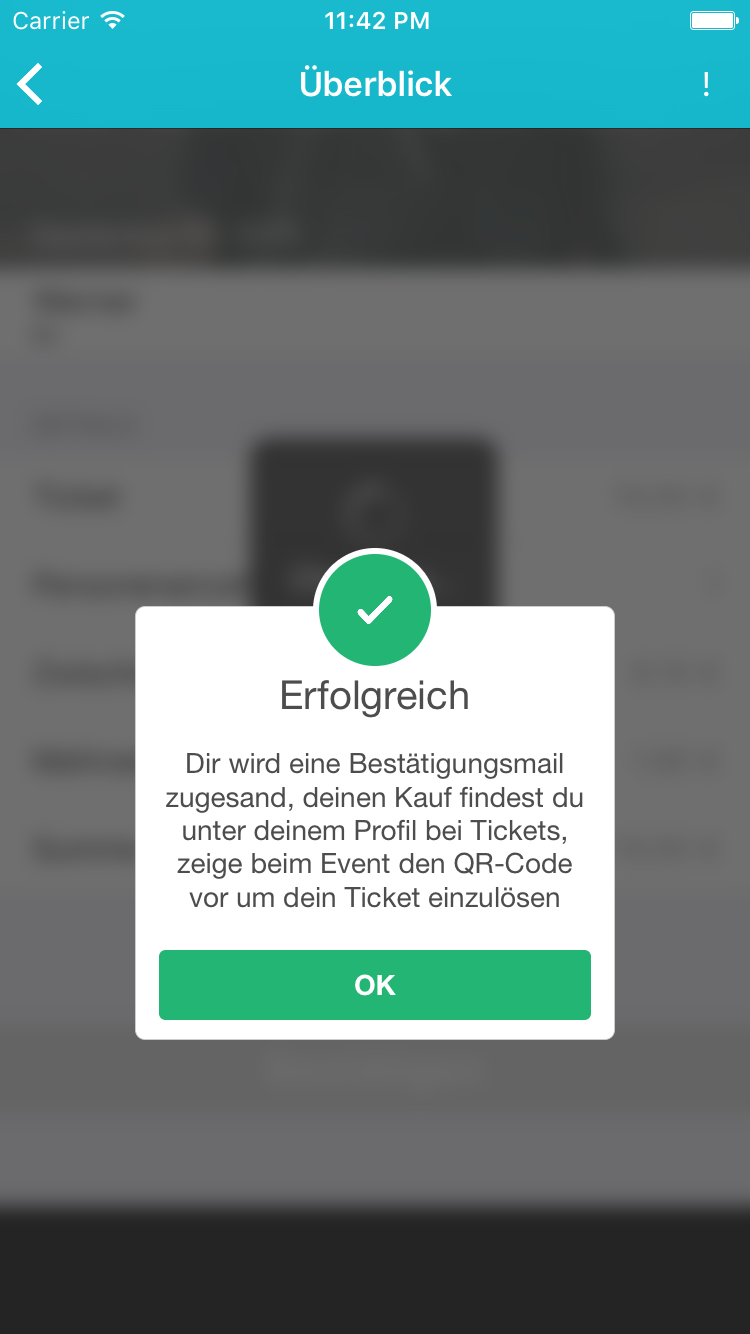 Carrier
11:42 PM
Überblick
!
Erfolgreich
Dir wird eine Bestätigungsmail
zugesand, deinen Kauf findest du
unter deinem Profil bei Tickets,
zeige beim Event den QR-Code
vor um dein Ticket einzulösen
OK